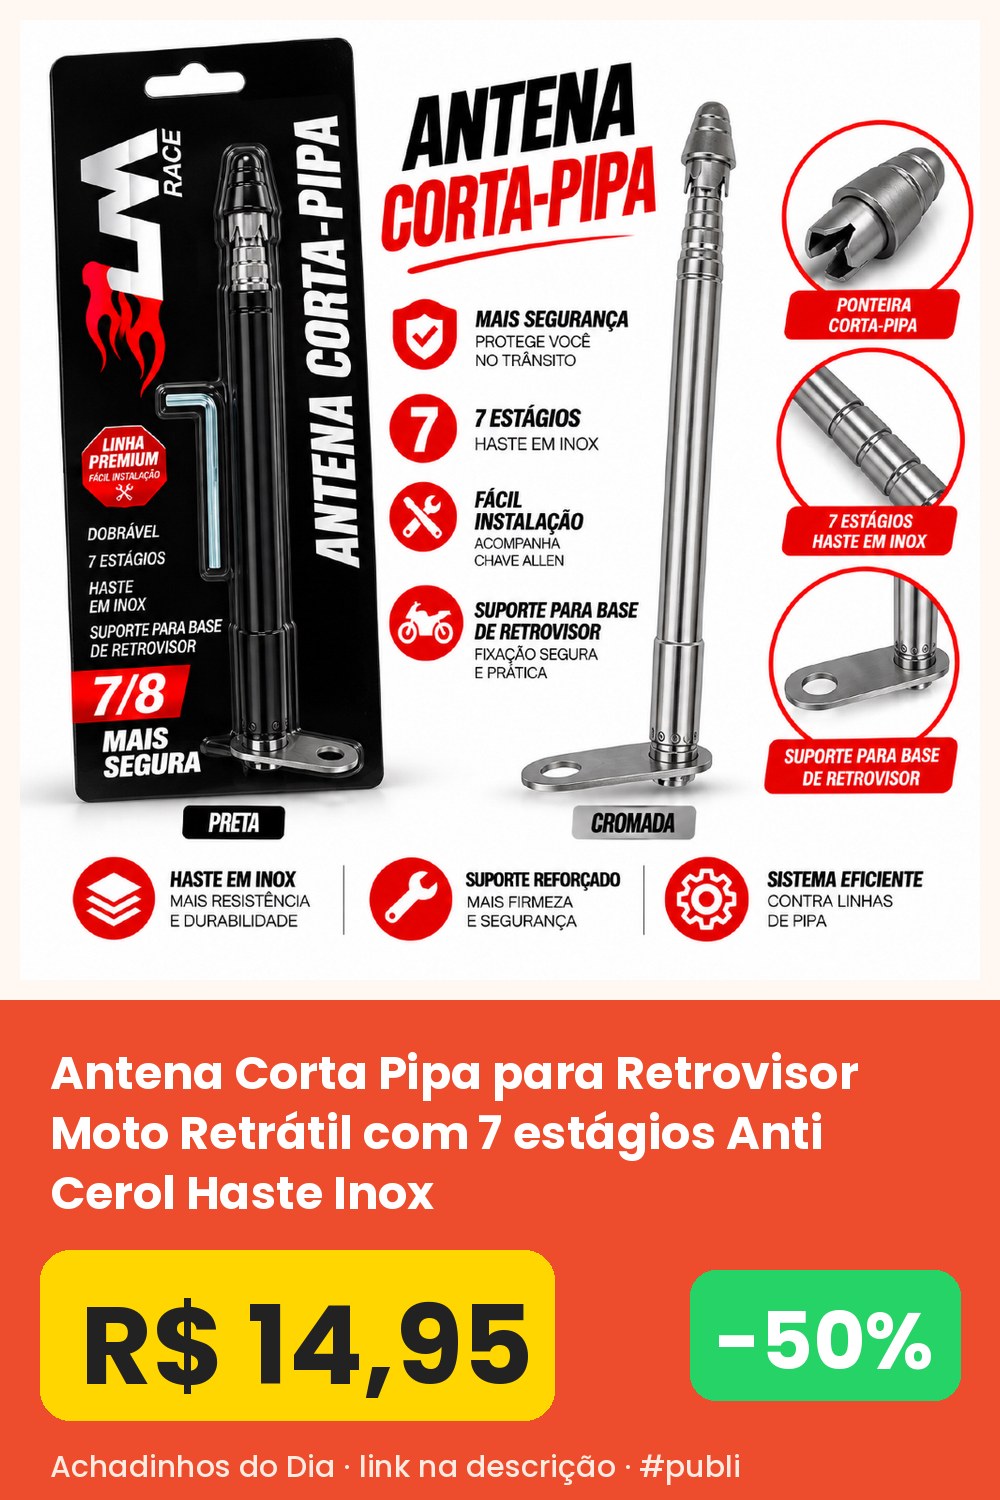 LM
RACE
ANTENA CORTA-PIPA
LINHA
PREMIUM
FÁCIL INSTALAÇÃO
DOBRÁVEL
7 ESTÁGIOS
HASTE
EM INOX
SUPORTE PARA BASE
DE RETROVISOR
7/8
MAIS
SEGURA
PRETA
ANTENA
CORTA-PIPA
MAIS SEGURANÇA
PROTEGE VOCÊ
NO TRÂNSITO
7
7 ESTÁGIOS
HASTE EM INOX
FÁCIL
INSTALAÇÃO
ACOMPANHA
CHAVE ALLEN
SUPORTE PARA BASE
DE RETROVISOR
FIXAÇÃO SEGURA
E PRÁTICA
CROMADA
PONTEIRA
CORTA-PIPA
7 ESTÁGIOS
HASTE EM INOX
SUPORTE PARA BASE
DE RETROVISOR
HASTE EM INOX
MAIS RESISTÊNCIA
E DURABILIDADE
SUPORTE REFORÇADO
MAIS FIRMEZA
E SEGURANÇA
SISTEMA EFICIENTE
CONTRA LINHAS
DE PIPA
Antena Corta Pipa para Retrovisor
Moto Retrátil com 7 estágios Anti
Cerol Haste Inox
R$ 14,95
-50%
Achadinhos do Dia · link na descrição · #publi